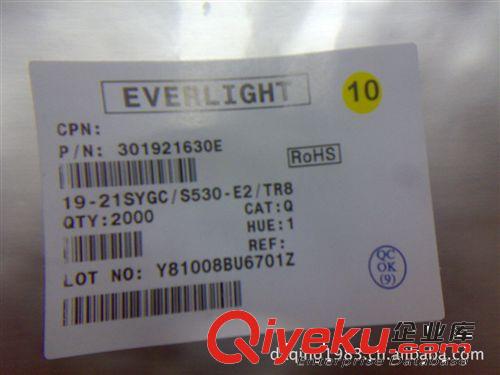 EVERLIGHT
10
CPN:
P/N: 301921630E
RoHS
19-21SYGC/S530-E2/TR8
QTY:2000
CAT:Q
HUE:1
REF:
LOT NO: Y81008BU6701Z
QC
OK
(9)
Qiyeku.com
企业库
Enterprise Database